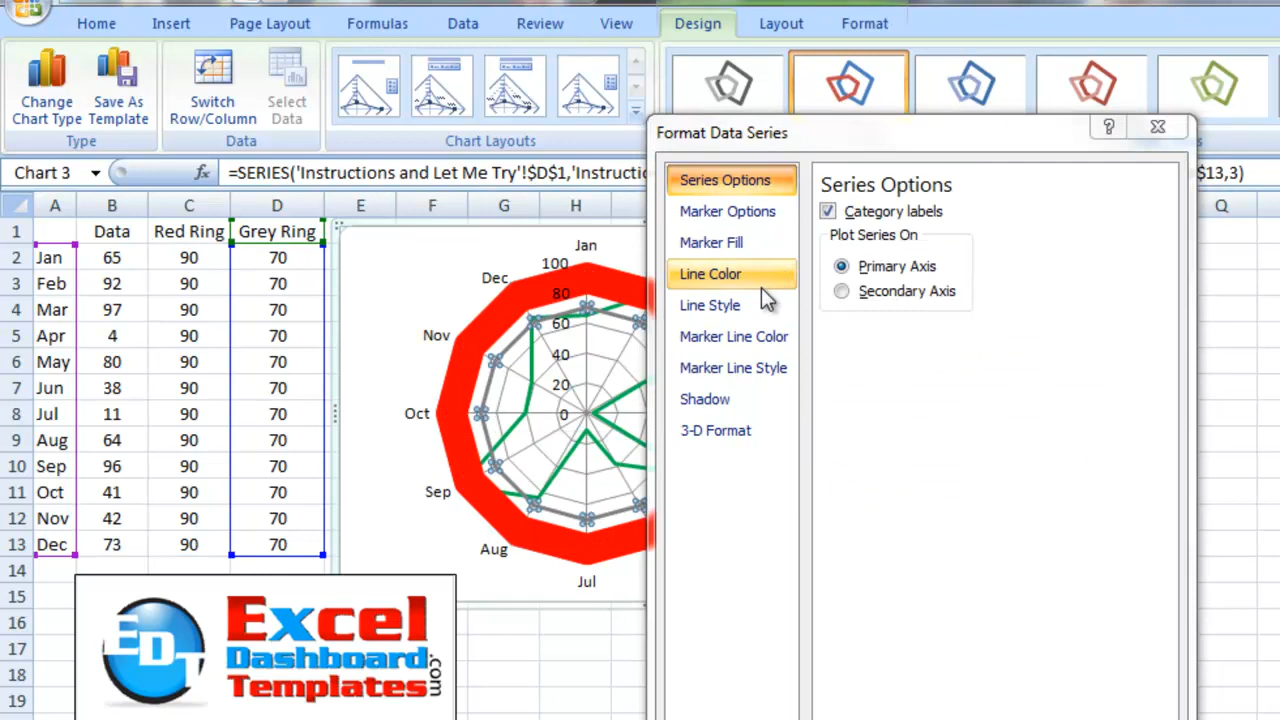 Home Insert Page Layout Formulas Data Review View Design Layout Format
Change Chart Type
Save As Template
Switch Row/Column
Select Data
Type Data Chart Layouts
Chart 3 fx =SERIES('Instructions and Let Me Try'!$D$1,'Instructio $13,3)
A B C D E F G H Q
1 Data Red Ring Grey Ring
2 Jan 65 90 70
3 Feb 92 90 70
4 Mar 97 90 70
5 Apr 4 90 70
6 May 80 90 70
7 Jun 38 90 70
8 Jul 11 90 70
9 Aug 64 90 70
10 Sep 96 90 70
11 Oct 41 90 70
12 Nov 42 90 70
13 Dec 73 90 70
14
15
16
17
18
19
Jan
Dec
Nov
Oct
Sep
Aug
Jul
100
80
60
40
20
0
Format Data Series
?
Series Options
Marker Options
Marker Fill
Line Color
Line Style
Marker Line Color
Marker Line Style
Shadow
3-D Format
Series Options
Category labels
Plot Series On
Primary Axis
Secondary Axis
EDT
Excel
Dashboard
Templates.com